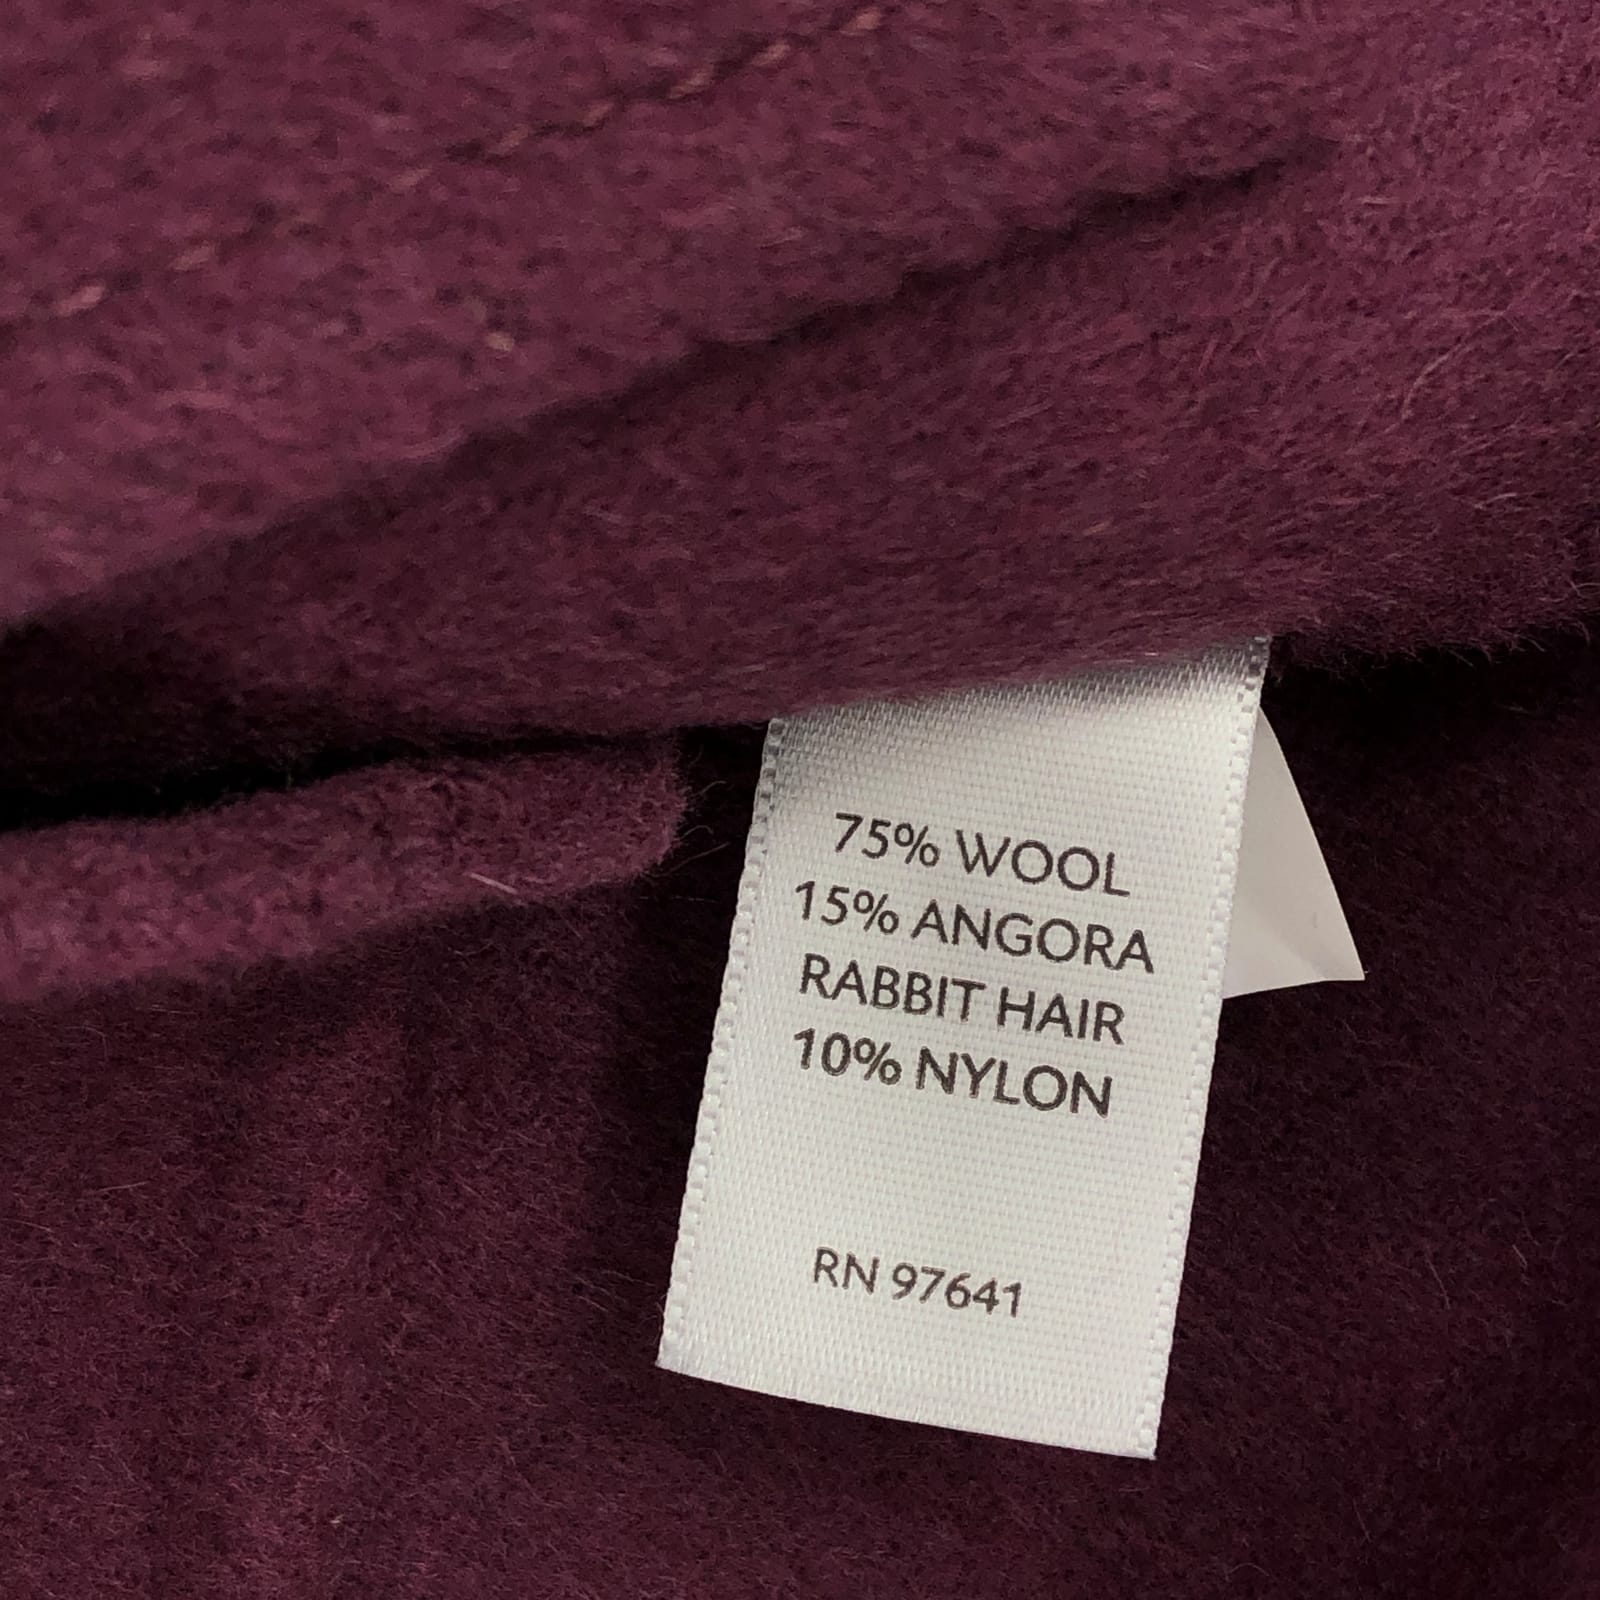 75% WOOL
15% ANGORA
RABBIT HAIR
10% NYLON
RN 97641